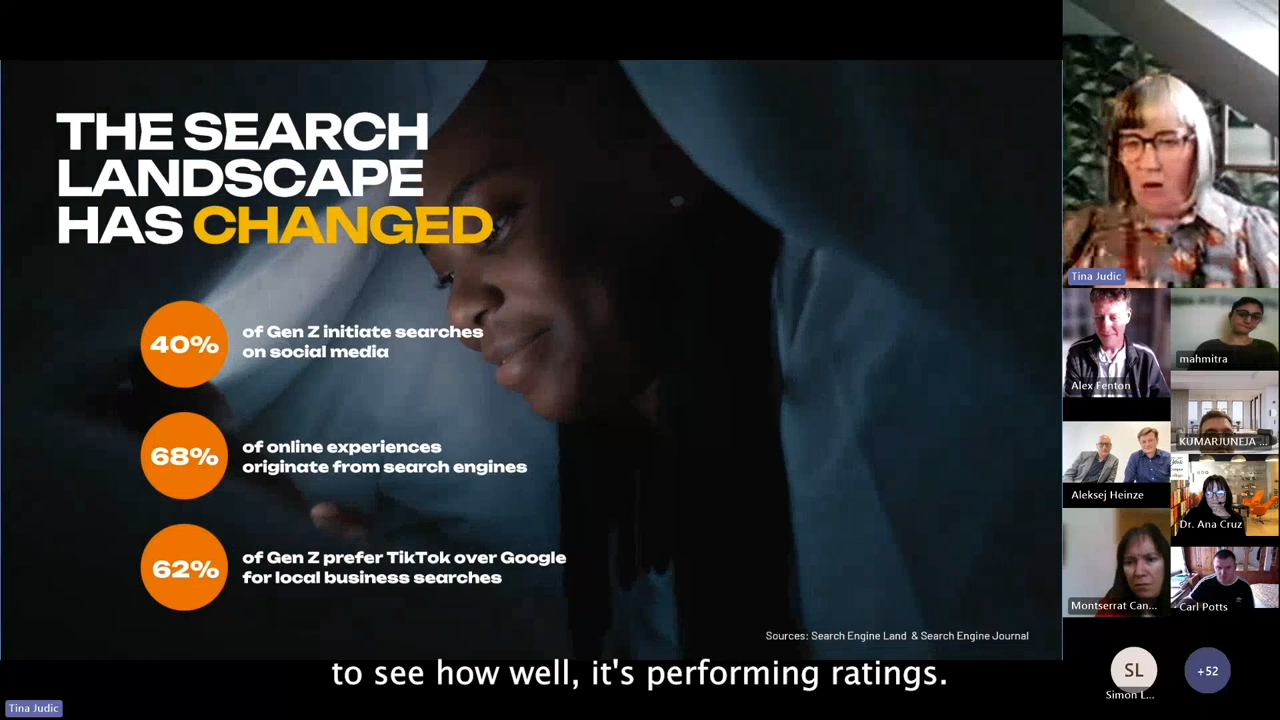 THE SEARCH
LANDSCAPE
HAS CHANGED
40%
of Gen Z initiate searches
on social media
68%
of online experiences
originate from search engines
62%
of Gen Z prefer TikTok over Google
for local business searches
Sources: Search Engine Land & Search Engine Journal
to see how well, it's performing ratings.
Tina Judic
Tina Judic
Alex Fenton
mahmitra
KUMARJUNEJA ...
Aleksej Heinze
Dr. Ana Cruz
Montserrat Can...
Carl Potts
SL
Simon L...
+52